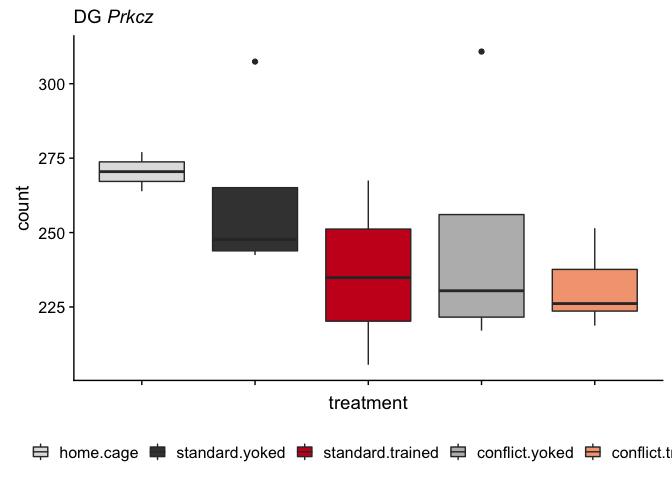 DG Prkcz
300
275
250
225
count
treatment
home.cage standard.yoked standard.trained conflict.yoked